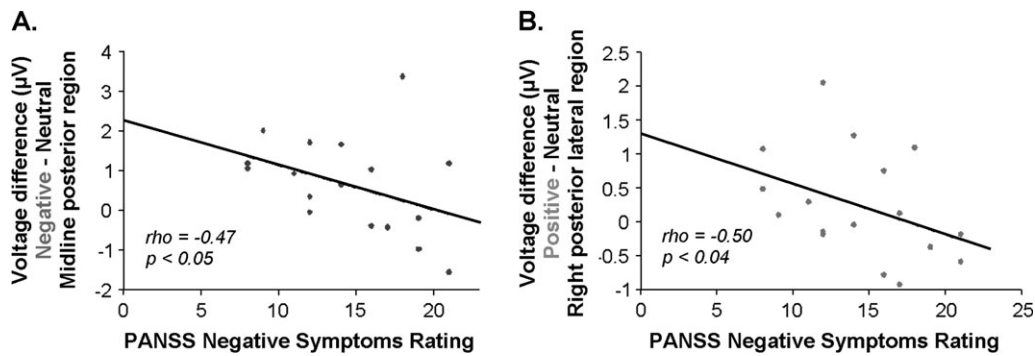 A.
Voltage difference (µV)
Negative - Neutral
Midline posterior region
4
3
2
1
0
-1
-2
rho = -0.47
p < 0.05
0
5
10
15
20
PANSS Negative Symptoms Rating
B.
Voltage difference (µV)
Positive - Neutral
Right posterior lateral region
2.5
2
1.5
1
0.5
0
-0.5
-1
rho = -0.50
p < 0.04
0
5
10
15
20
25
PANSS Negative Symptoms Rating